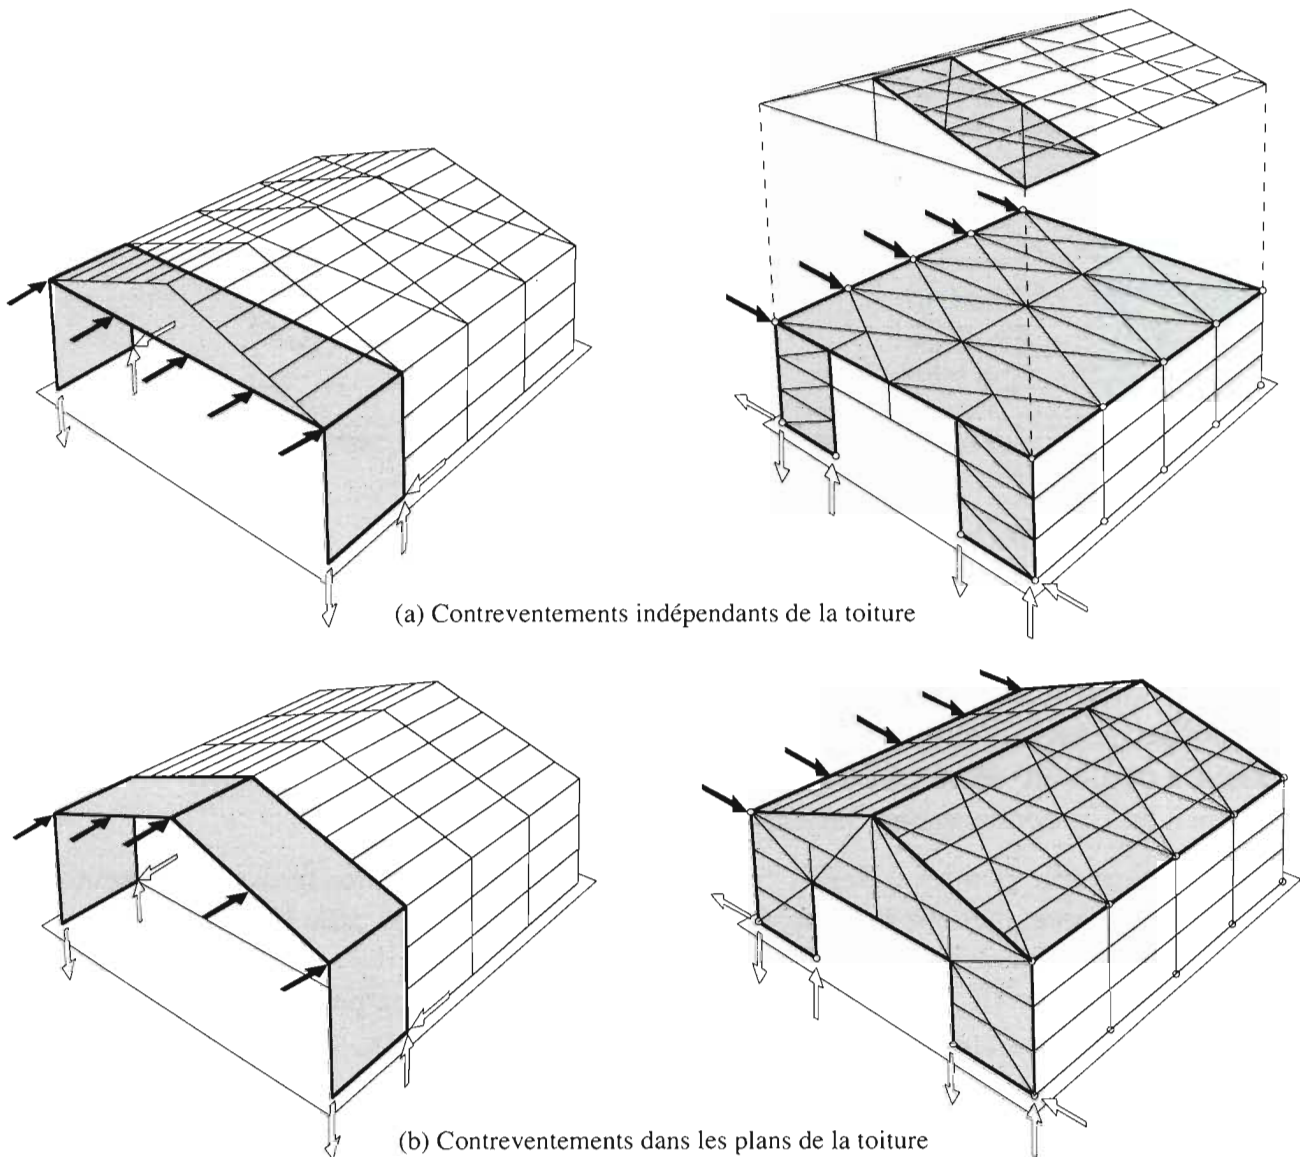 (a) Contreventements indépendants de la toiture
(b) Contreventements dans les plans de la toiture